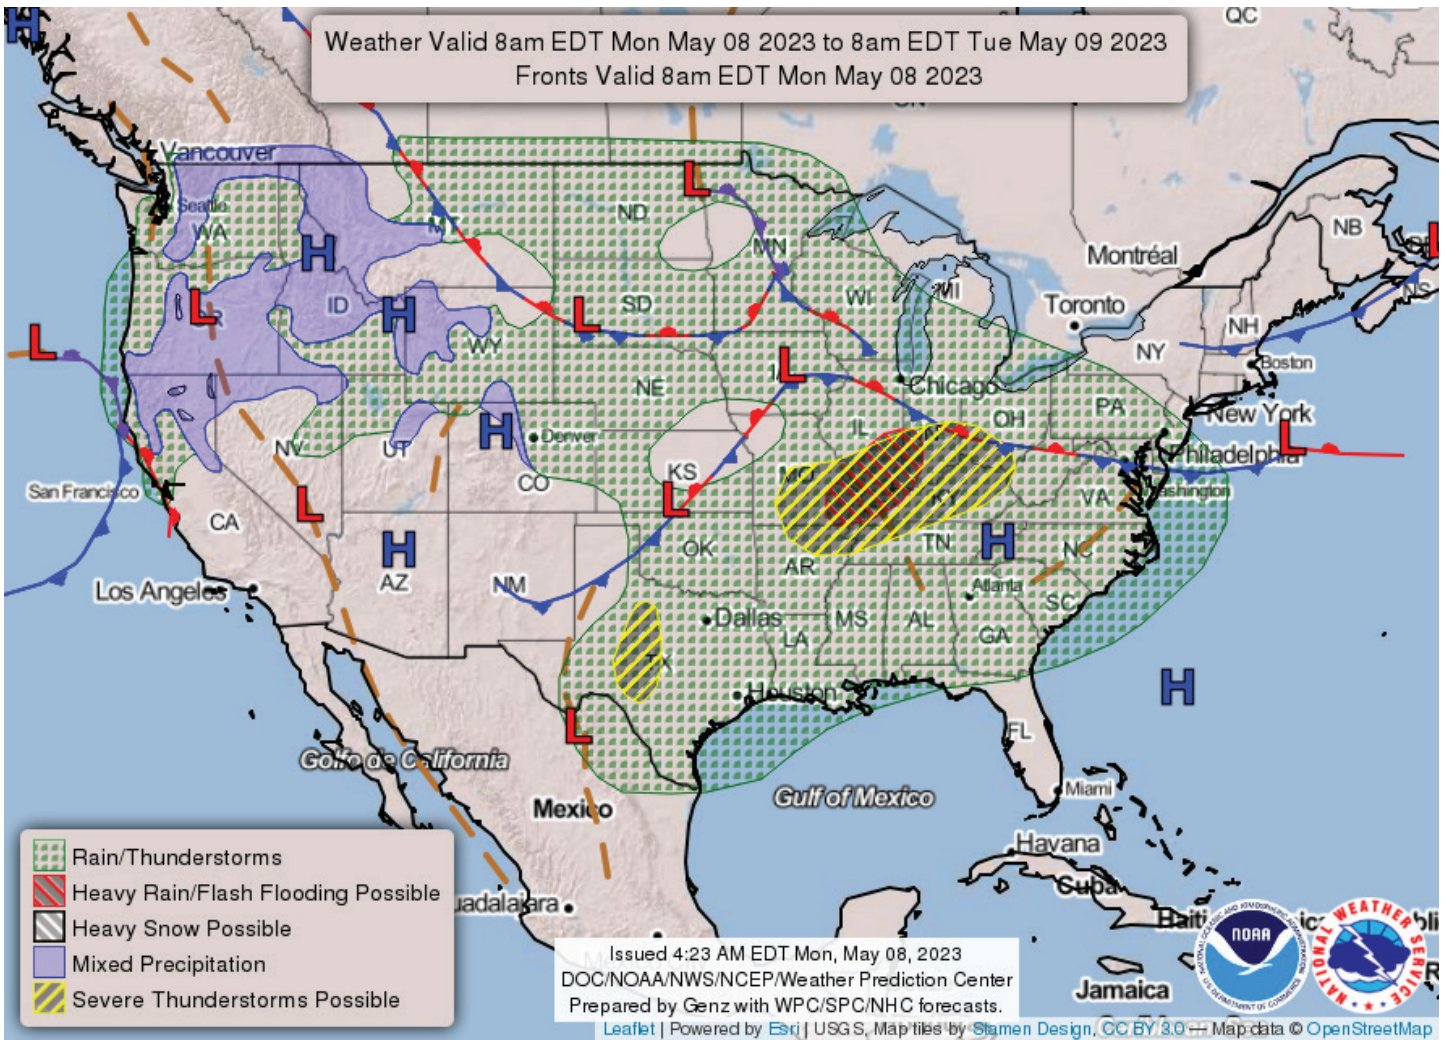 QC
Weather Valid 8am EDT Mon May 08 2023 to 8am EDT Tue May 09 2023
Fronts Valid 8am EDT Mon May 08 2023
H
Vancouver
L
Seattle
ND
NB
WA
MN
Montréal
L
H
NS
WI
MI
L
ID
H
SD
L
Toronto
NH
L
WY
NY
L
Boston
NE
Chicago
PA
New York
OH
IL
H
Denver
NV
UT
L
Philadelphia
KS
MO
San Francisco
CO
KY
VA
Washington
L
L
CA
OK
TN
H
NC
H
AZ
NM
AR
Atlanta
Los Angeles
SC
Dallas
MS
AL
LA
GA
TX
H
Houston
L
FL
Golfo de California
Miami
Gulf of Mexico
Mexico
Havana
Rain/Thunderstorms
Heavy Rain/Flash Flooding Possible
Cuba
uadalajara
Heavy Snow Possible
Haiti
NOAA
NATIONAL WEATHER SERVICE
Mixed Precipitation
Issued 4:23 AM EDT Mon, May 08, 2023
DOC/NOAA/NWS/NCEP/Weather Prediction Center
Jamaica
Severe Thunderstorms Possible
Prepared by Genz with WPC/SPC/NHC forecasts.
Leaflet | Powered by Esri | USGS, Map tiles by Stamen Design, CC BY 3.0 — Map data © OpenStreetMap